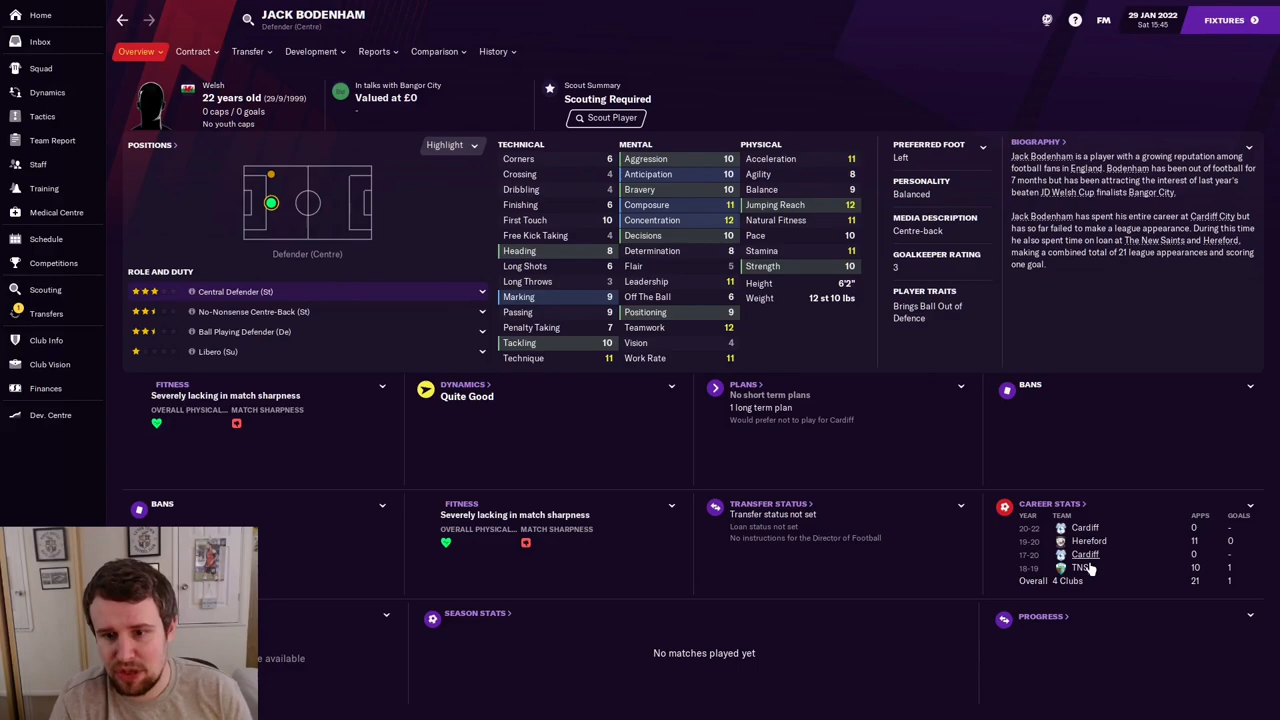 Home
Inbox
Squad
Dynamics
Tactics
Team Report
Staff
Training
Medical Centre
Schedule
Competitions
Scouting
1
Transfers
Club Info
Club Vision
Finances
Dev. Centre
JACK BODENHAM
Defender (Centre)
FM
29 JAN 2022
Sat 15:45
FIXTURES
Overview
Contract
Transfer
Development
Reports
Comparison
History
Welsh
22 years old (29/9/1999)
0 caps / 0 goals
No youth caps
In talks with Bangor City
Valued at £0
-
Scout Summary
Scouting Required
Scout Player
POSITIONS
Highlight
Defender (Centre)
ROLE AND DUTY
Central Defender (St)
No-Nonsense Centre-Back (St)
Ball Playing Defender (De)
Libero (Su)
TECHNICAL
Corners 6
Crossing 4
Dribbling 4
Finishing 6
First Touch 10
Free Kick Taking 4
Heading 8
Long Shots 6
Long Throws 3
Marking 9
Passing 9
Penalty Taking 7
Tackling 10
Technique 11
MENTAL
Aggression 10
Anticipation 10
Bravery 10
Composure 11
Concentration 12
Decisions 10
Determination 8
Flair 5
Leadership 11
Off The Ball 6
Positioning 9
Teamwork 12
Vision 4
Work Rate 11
PHYSICAL
Acceleration 11
Agility 8
Balance 9
Jumping Reach 12
Natural Fitness 11
Pace 10
Stamina 11
Strength 10
Height 6'2"
Weight 12 st 10 lbs
PREFERRED FOOT
Left
PERSONALITY
Balanced
MEDIA DESCRIPTION
Centre-back
GOALKEEPER RATING
3
PLAYER TRAITS
Brings Ball Out of
Defence
BIOGRAPHY
Jack Bodenham is a player with a growing reputation among
football fans in England. Bodenham has been out of football for
7 months but has been attracting the interest of last year's
beaten JD Welsh Cup finalists Bangor City.
Jack Bodenham has spent his entire career at Cardiff City but
has so far failed to make a league appearance. During this time
he also spent time on loan at The New Saints and Hereford,
making a combined total of 21 league appearances and scoring
one goal.
FITNESS
Severely lacking in match sharpness
OVERALL PHYSICAL... MATCH SHARPNESS
DYNAMICS
Quite Good
PLANS
No short term plans
1 long term plan
Would prefer not to play for Cardiff
BANS
BANS
FITNESS
Severely lacking in match sharpness
OVERALL PHYSICAL... MATCH SHARPNESS
TRANSFER STATUS
Transfer status not set
Loan status not set
No instructions for the Director of Football
CAREER STATS
YEAR TEAM APPS GOALS
20-22 Cardiff 0 -
19-20 Hereford 11 0
17-20 Cardiff 0 -
18-19 TNS 10 1
Overall 4 Clubs 21 1
e available
SEASON STATS
No matches played yet
PROGRESS